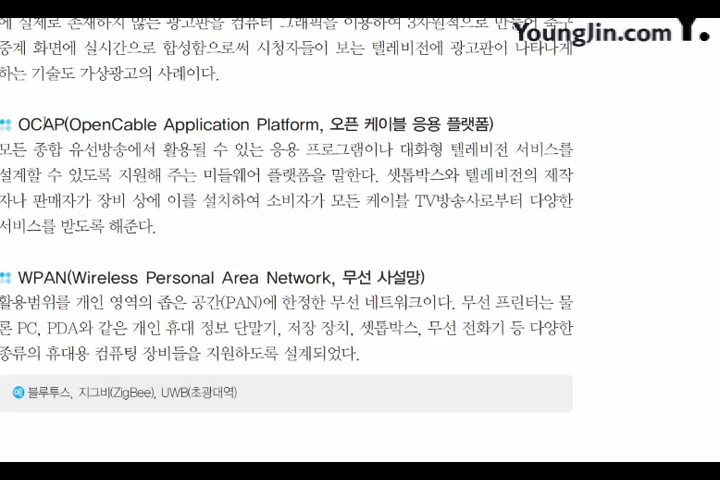 에 실제로 존재하지 않는 광고판을 컴퓨터 그래픽을 이용하여 3차원적으로 만들어 축구
YoungJin.com Y.
중계 화면에 실시간으로 합성함으로써 시청자들이 보는 텔레비전에 광고판이 나타나게
하는 기술도 가상광고의 사례이다.
OCAP(OpenCable Application Platform, 오픈 케이블 응용 플랫폼)
모든 종합 유선방송에서 활용될 수 있는 응용 프로그램이나 대화형 텔레비전 서비스를
설계할 수 있도록 지원해 주는 미들웨어 플랫폼을 말한다. 셋톱박스와 텔레비전의 제작
자나 판매자가 장비 상에 이를 설치하여 소비자가 모든 케이블 TV방송사로부터 다양한
서비스를 받도록 해준다.
WPAN(Wireless Personal Area Network, 무선 사설망)
활용범위를 개인 영역의 좁은 공간(PAN)에 한정한 무선 네트워크이다. 무선 프린터는 물
론 PC, PDA와 같은 개인 휴대 정보 단말기, 저장 장치, 셋톱박스, 무선 전화기 등 다양한
종류의 휴대용 컴퓨팅 장비들을 지원하도록 설계되었다.
예 블루투스, 지그비(ZigBee), UWB(초광대역)